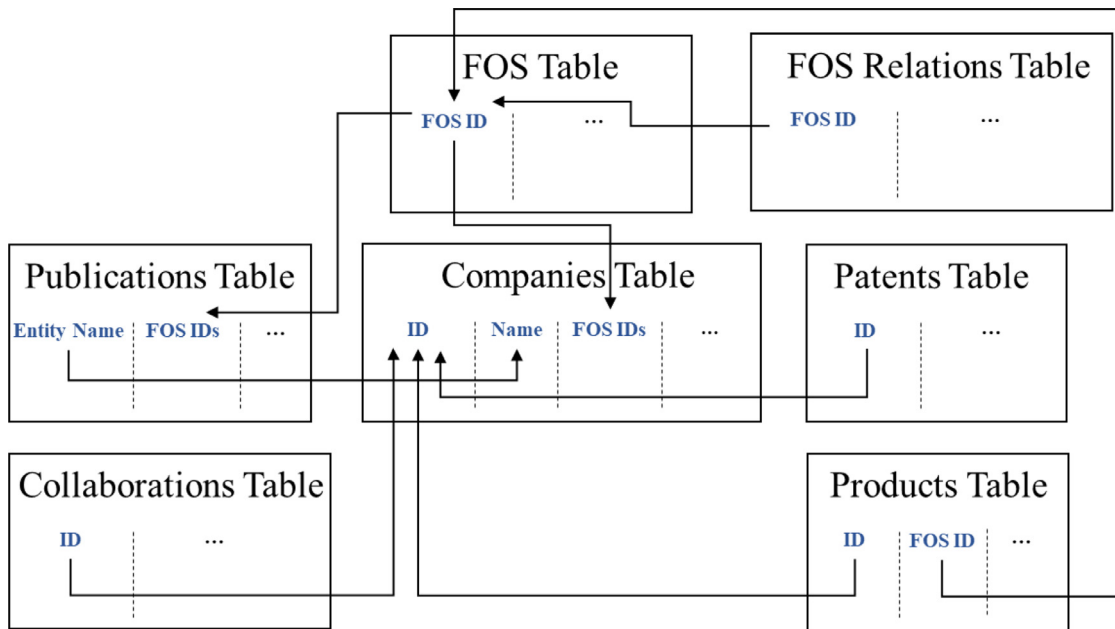 FOS Table
FOS ID
...
FOS Relations Table
FOS ID
...
Publications Table
Entity Name
FOS IDs
...
Companies Table
ID
Name
FOS IDs
...
Patents Table
ID
...
Collaborations Table
ID
...
Products Table
ID
FOS ID
...